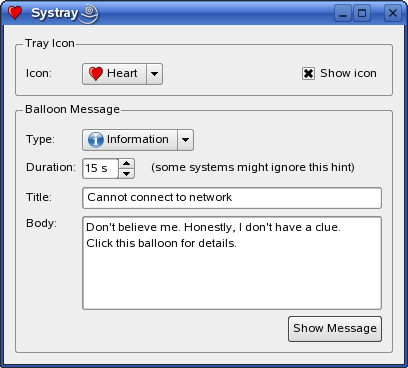 Systray
Tray Icon
Icon: Heart Show icon
Balloon Message
Type: Information
Duration: 15 s (some systems might ignore this hint)
Title: Cannot connect to network
Body: Don't believe me. Honestly, I don't have a clue.
Click this balloon for details.
Show Message